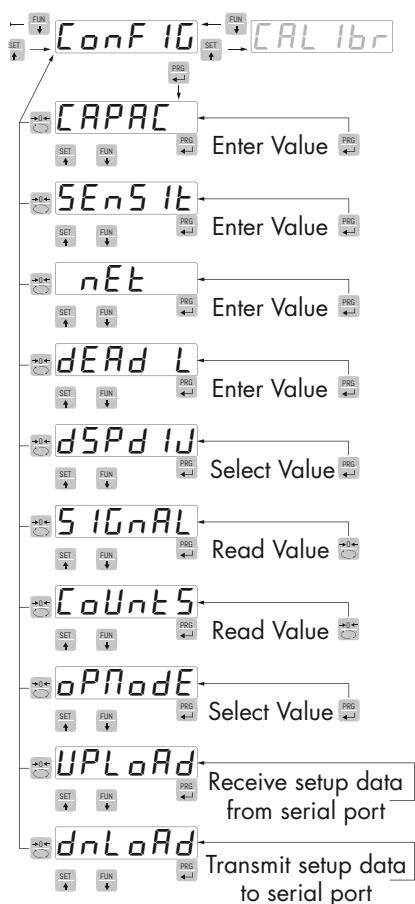 FUN FUN
SET ConFIG SET CALIbr
PRG
CAPAC
SET FUN PRG Enter Value PRG
SEnSIt
SET FUN PRG Enter Value PRG
nEt
SET FUN PRG Enter Value PRG
dEAd L
SET FUN PRG Enter Value PRG
dSPdIU
SET FUN PRG Select Value PRG
SIGnAL
SET FUN PRG Read Value
CoUntS
SET FUN PRG Read Value
oPModE
SET FUN PRG Select Value PRG
UPLoAd
SET FUN PRG Receive setup data
from serial port
dnLoAd
SET FUN PRG Transmit setup data
to serial port